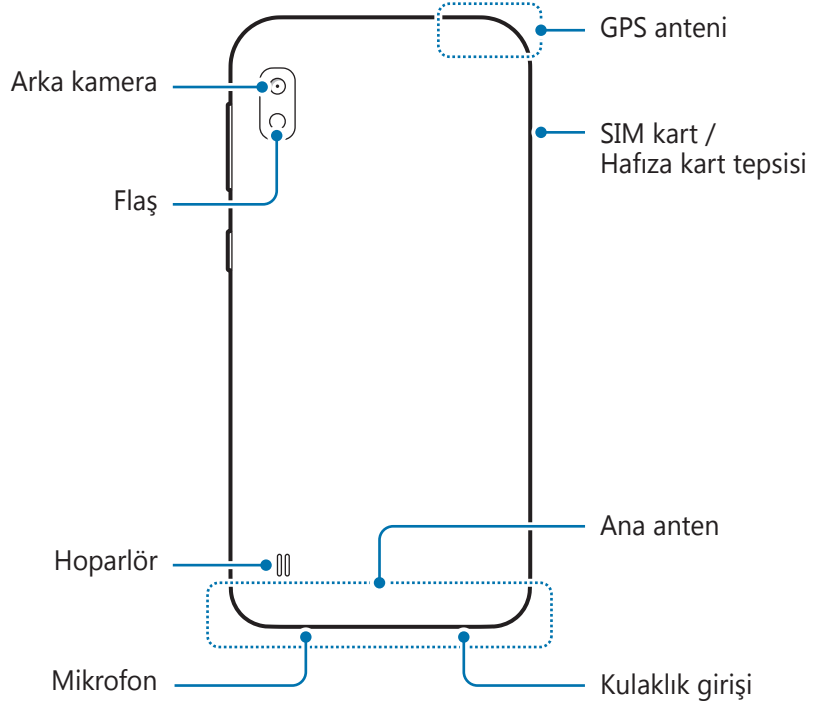 GPS anteni
Arka kamera
SIM kart /
Hafıza kart tepsisi
Flaş
Ana anten
Hoparlör
Mikrofon
Kulaklık girişi